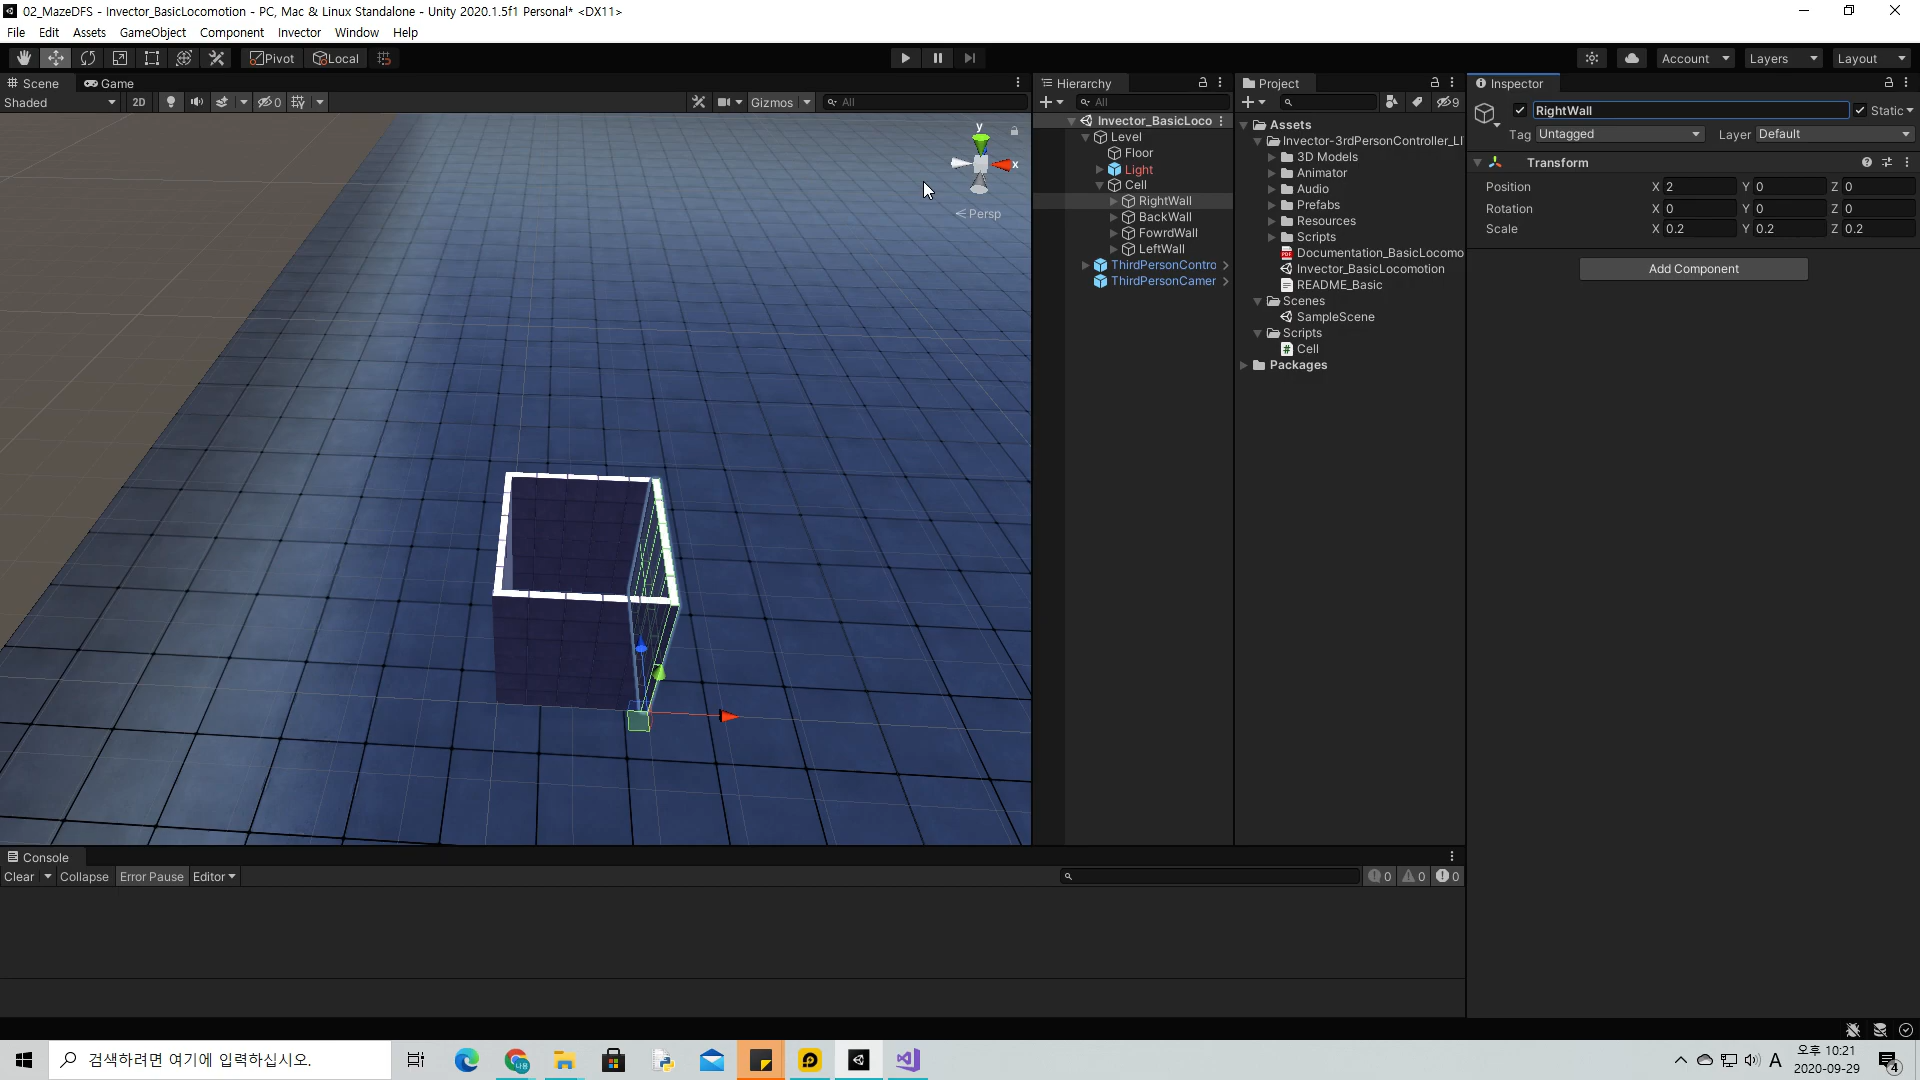 02_MazeDFS - Invector_BasicLocomotion - PC, Mac & Linux Standalone - Unity 2020.1.5f1 Personal* <DX11>
File Edit Assets GameObject Component Invector Window Help
Pivot Local Account Layers Layout
Scene Game
Shaded 2D 0 Gizmos All
y
x
Persp
Hierarchy
All
Invector_BasicLoco
Level
Floor
Light
Cell
RightWall
BackWall
FowrdWall
LeftWall
ThirdPersonContro
ThirdPersonCamer
Project
9
Assets
Invector-3rdPersonController_LI
3D Models
Animator
Audio
Prefabs
Resources
Scripts
Documentation_BasicLocomo
Invector_BasicLocomotion
README_Basic
Scenes
SampleScene
Scripts
Cell
Packages
Inspector
RightWall Static
Tag Untagged Layer Default
Transform
Position X 2 Y 0 Z 0
Rotation X 0 Y 0 Z 0
Scale X 0.2 Y 0.2 Z 0.2
Add Component
Console
Clear Collapse Error Pause Editor 0 0 0
검색하려면 여기에 입력하십시오.
A
오후 10:21
2020-09-29
4